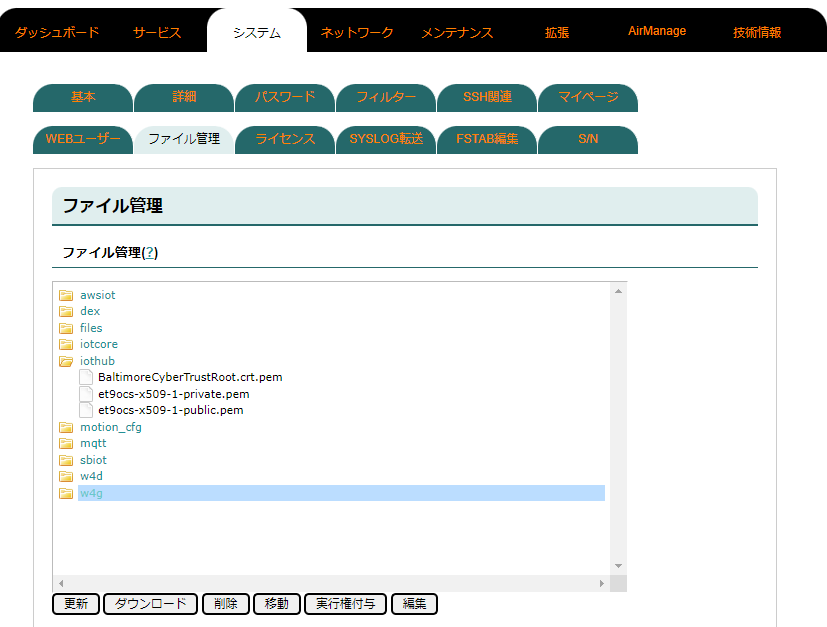 ダッシュボード サービス システム ネットワーク メンテナンス 拡張 AirManage 技術情報
基本 詳細 パスワード フィルター SSH関連 マイページ
WEBユーザー ファイル管理 ライセンス SYSLOG転送 FSTAB編集 S/N
ファイル管理
ファイル管理(?)
awsiot
dex
files
iotcore
iothub
BaltimoreCyberTrustRoot.crt.pem
et9ocs-x509-1-private.pem
et9ocs-x509-1-public.pem
motion_cfg
mqtt
sbiot
w4d
w4g
更新 ダウンロード 削除 移動 実行権付与 編集